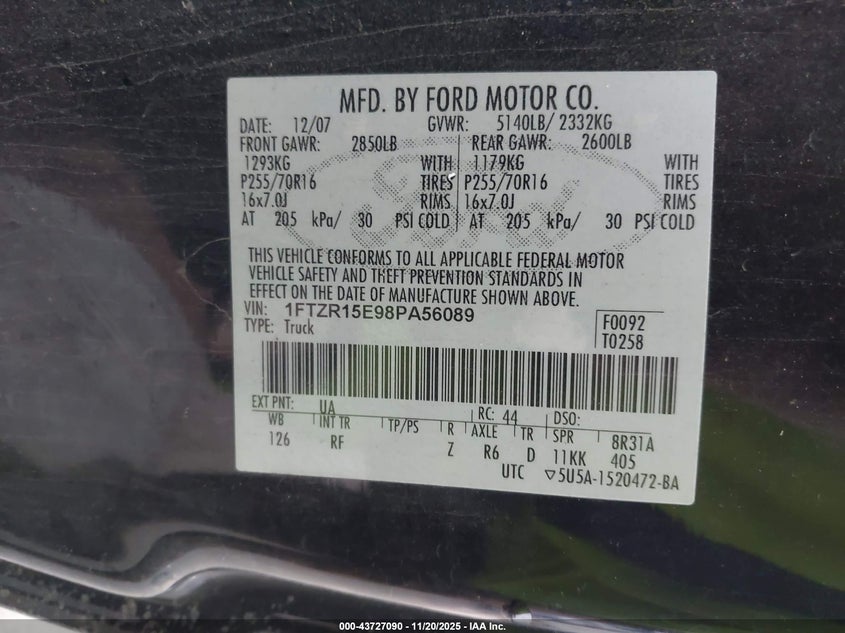 MFD. BY FORD MOTOR CO.
DATE: 12/07 GVWR: 5140LB/ 2332KG
FRONT GAWR: 2850LB REAR GAWR: 2600LB
1293KG WITH 1179KG WITH
P255/70R16 TIRES P255/70R16 TIRES
16x7.0J RIMS 16x7.0J RIMS
AT 205 kPa/ 30 PSI COLD AT 205 kPa/ 30 PSI COLD
Ford
THIS VEHICLE CONFORMS TO ALL APPLICABLE FEDERAL MOTOR
VEHICLE SAFETY AND THEFT PREVENTION STANDARDS IN
EFFECT ON THE DATE OF MANUFACTURE SHOWN ABOVE.
VIN: 1FTZR15E98PA56089
TYPE: Truck
F0092
T0258
EXT PNT: UA RC: 44 DSO:
WB INT TR TP/PS R AXLE TR SPR 8R31A
126 RF Z R6 D 11KK 405
UTC ▽5U5A-1520472-BA
000-43727090 - 11/20/2025 - IAA Inc.